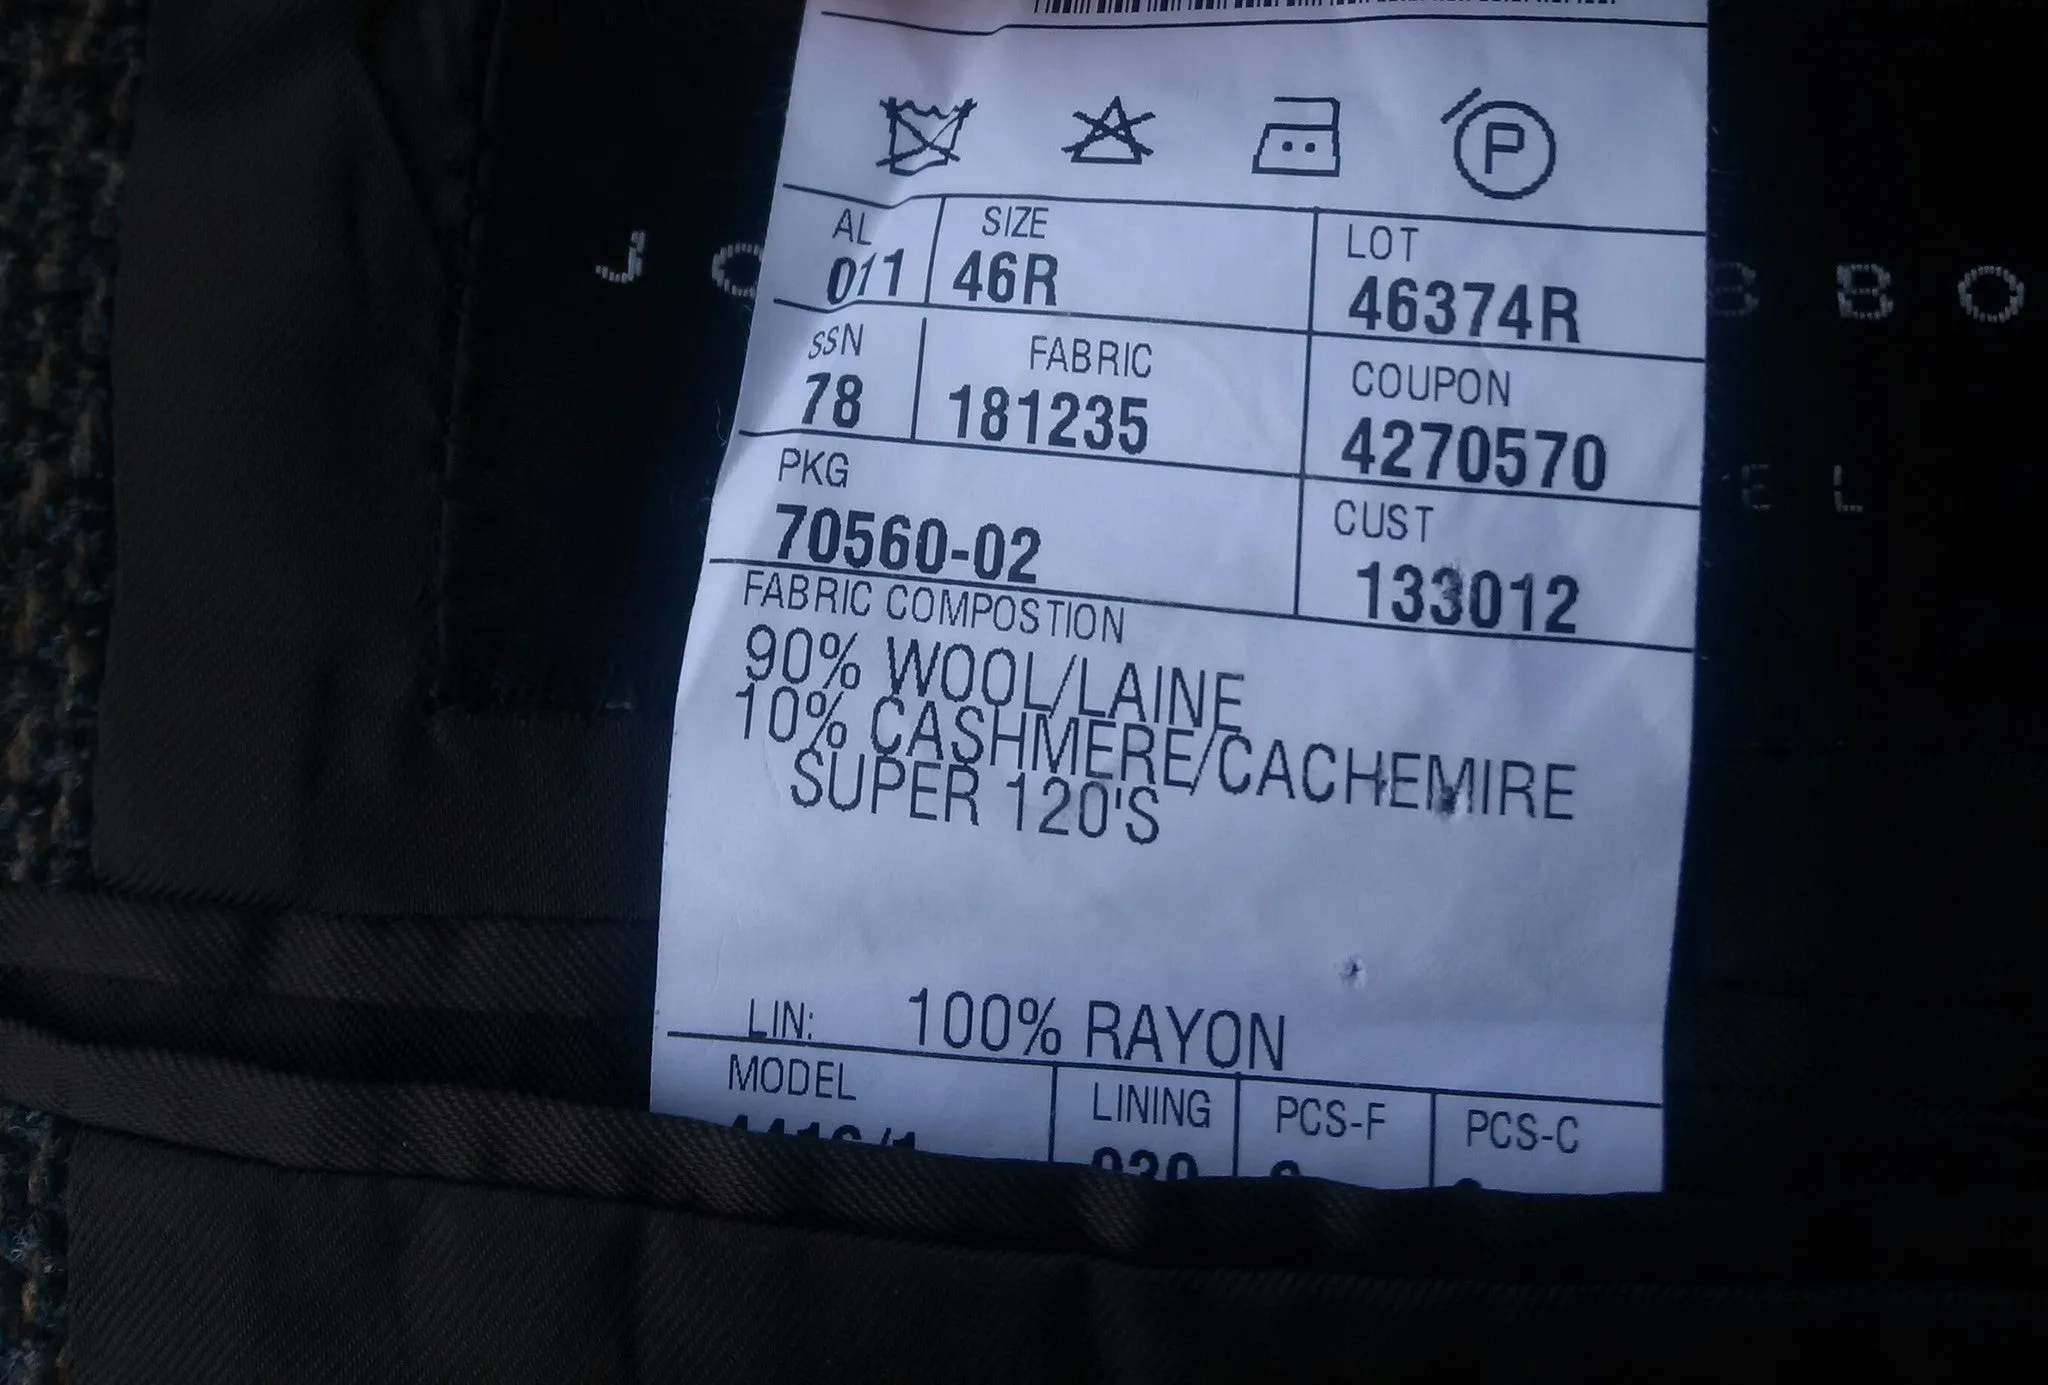 AL SIZE LOT
011 46R 46374R
SSN FABRIC COUPON
78 181235 4270570
PKG CUST
70560-02 133012
FABRIC COMPOSTION
90% WOOL/LAINE
10% CASHMERE/CACHEMIRE
SUPER 120'S
LIN: 100% RAYON
MODEL LINING PCS-F PCS-C
J O
B B O
E L
P